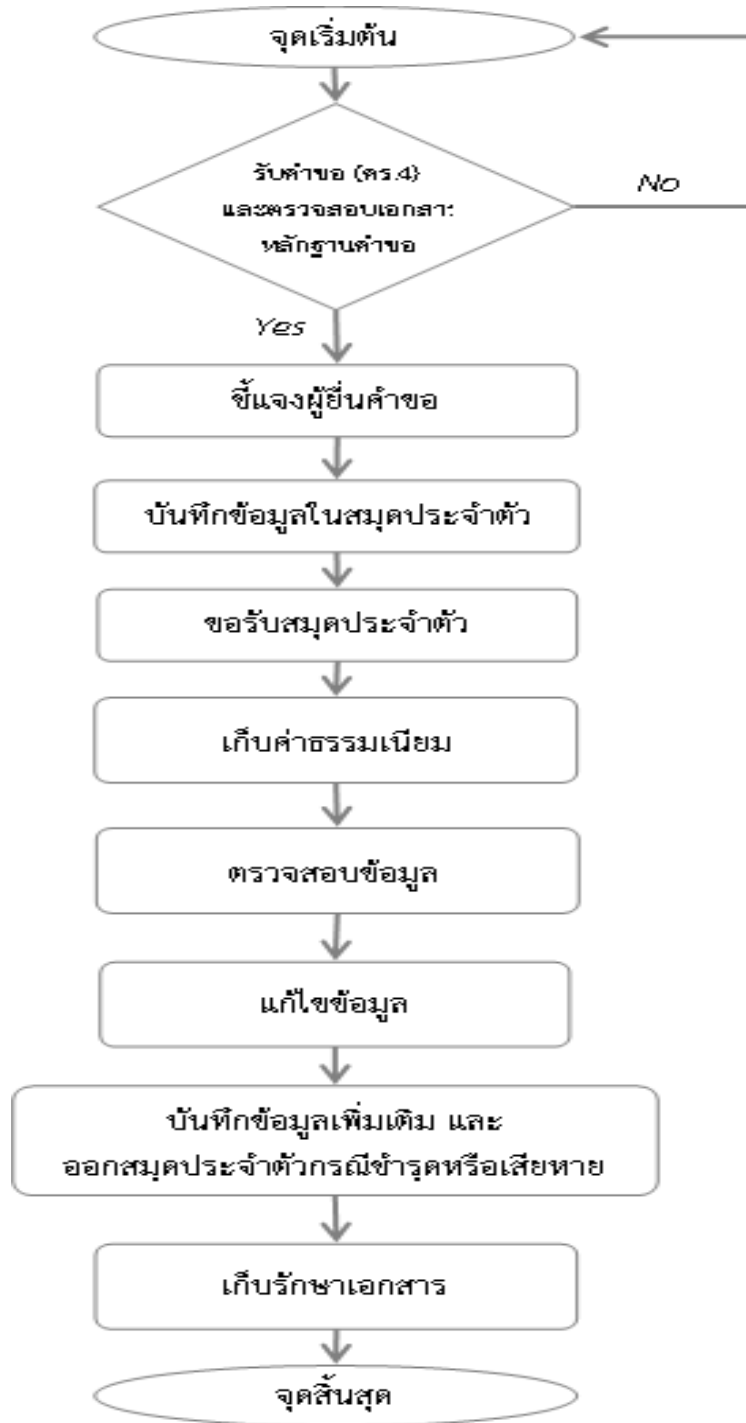 จุดเริ่มต้น
รับคำขอ (ดร.4)
และตรวจสอบเอกสาร
หลักฐานคำขอ
No
Yes
ชี้แจงผู้ยื่นคำขอ
บันทึกข้อมูลในสมุดประจำตัว
ขอรับสมุดประจำตัว
เก็บค่าธรรมเนียม
ตรวจสอบข้อมูล
แก้ไขข้อมูล
บันทึกข้อมูลเพิ่มเติม และ
ออกสมุดประจำตัวกรณีชำรุดหรือเสียหาย
เก็บรักษาเอกสาร
จุดสิ้นสุด